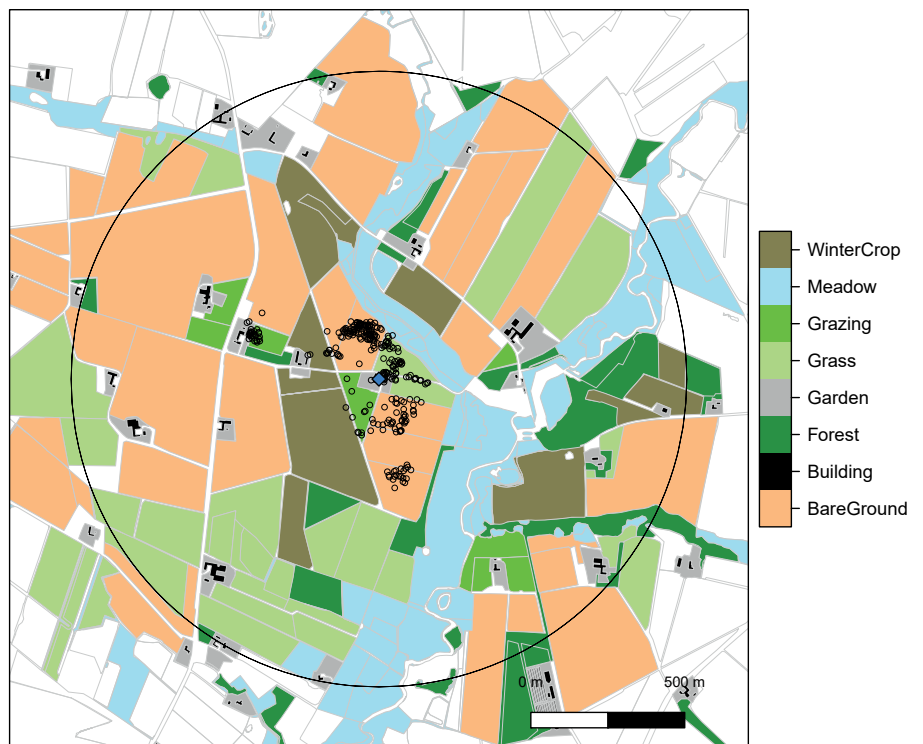 WinterCrop
Meadow
Grazing
Grass
Garden
Forest
Building
BareGround
0 m 500 m